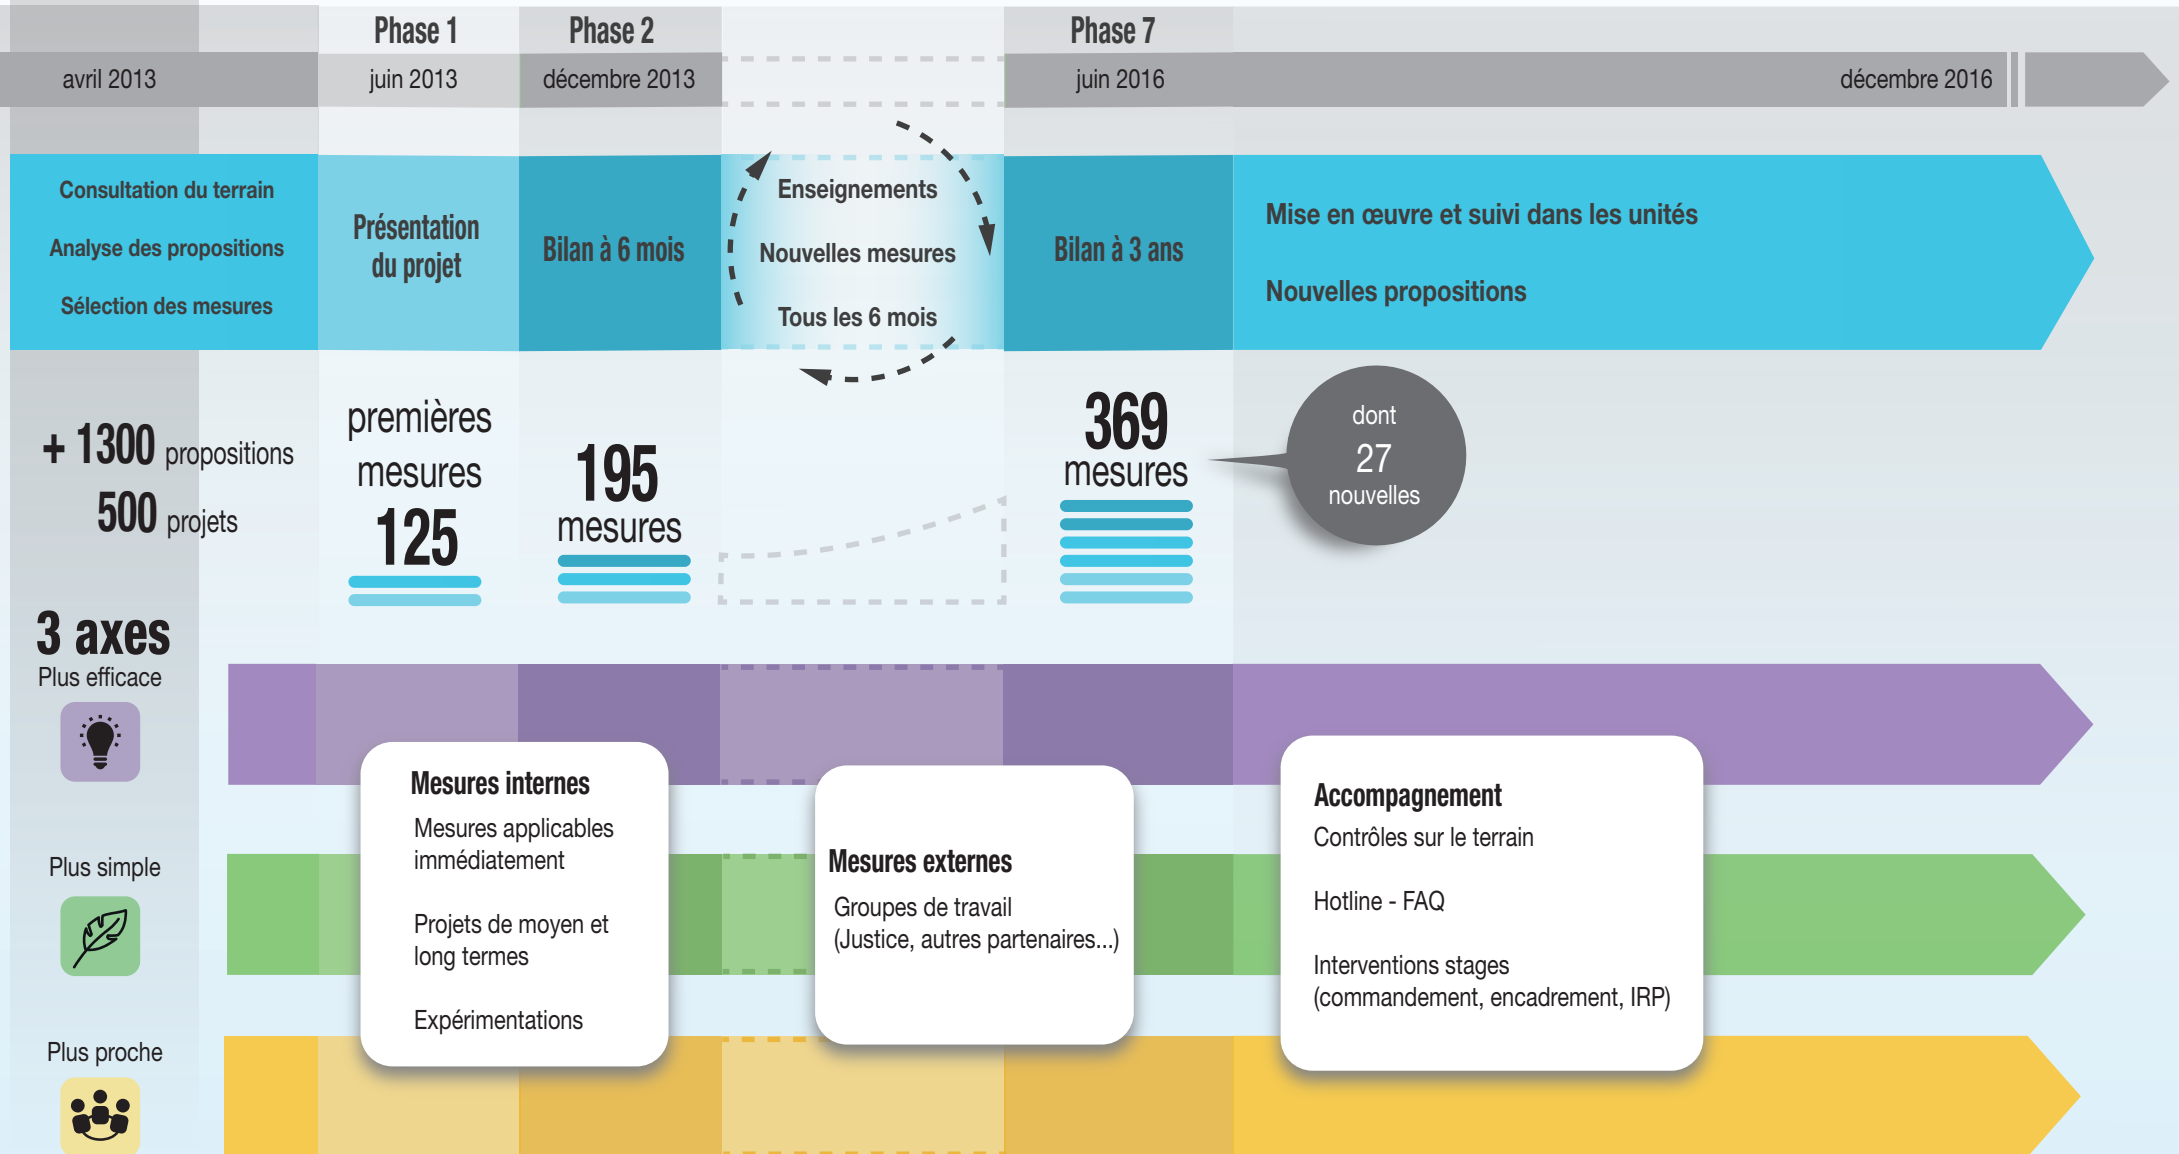 Phase 1
Phase 2
Phase 7
avril 2013
juin 2013
décembre 2013
juin 2016
décembre 2016
Consultation du terrain
Analyse des propositions
Sélection des mesures
Présentation
du projet
Bilan à 6 mois
Enseignements
Nouvelles mesures
Tous les 6 mois
Bilan à 3 ans
Mise en œuvre et suivi dans les unités
Nouvelles propositions
+ 1300 propositions
500 projets
premières
mesures
125
195
mesures
369
mesures
dont
27
nouvelles
3 axes
Plus efficace
Plus simple
Plus proche
Mesures internes
Mesures applicables
immédiatement
Projets de moyen et
long termes
Expérimentations
Mesures externes
Groupes de travail
(Justice, autres partenaires...)
Accompagnement
Contrôles sur le terrain
Hotline - FAQ
Interventions stages
(commandement, encadrement, IRP)